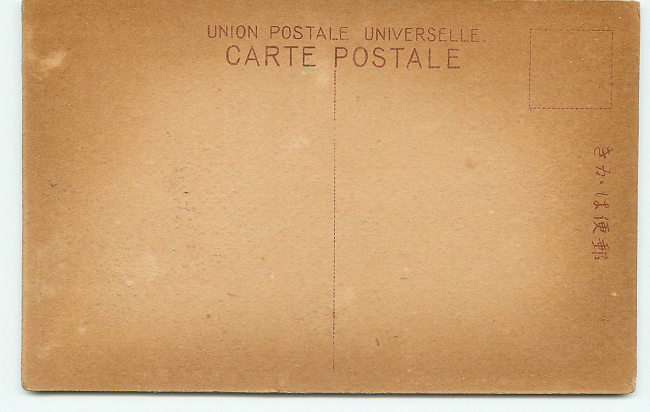 UNION POSTALE UNIVERSELLE.
CARTE POSTALE
郵便はかき